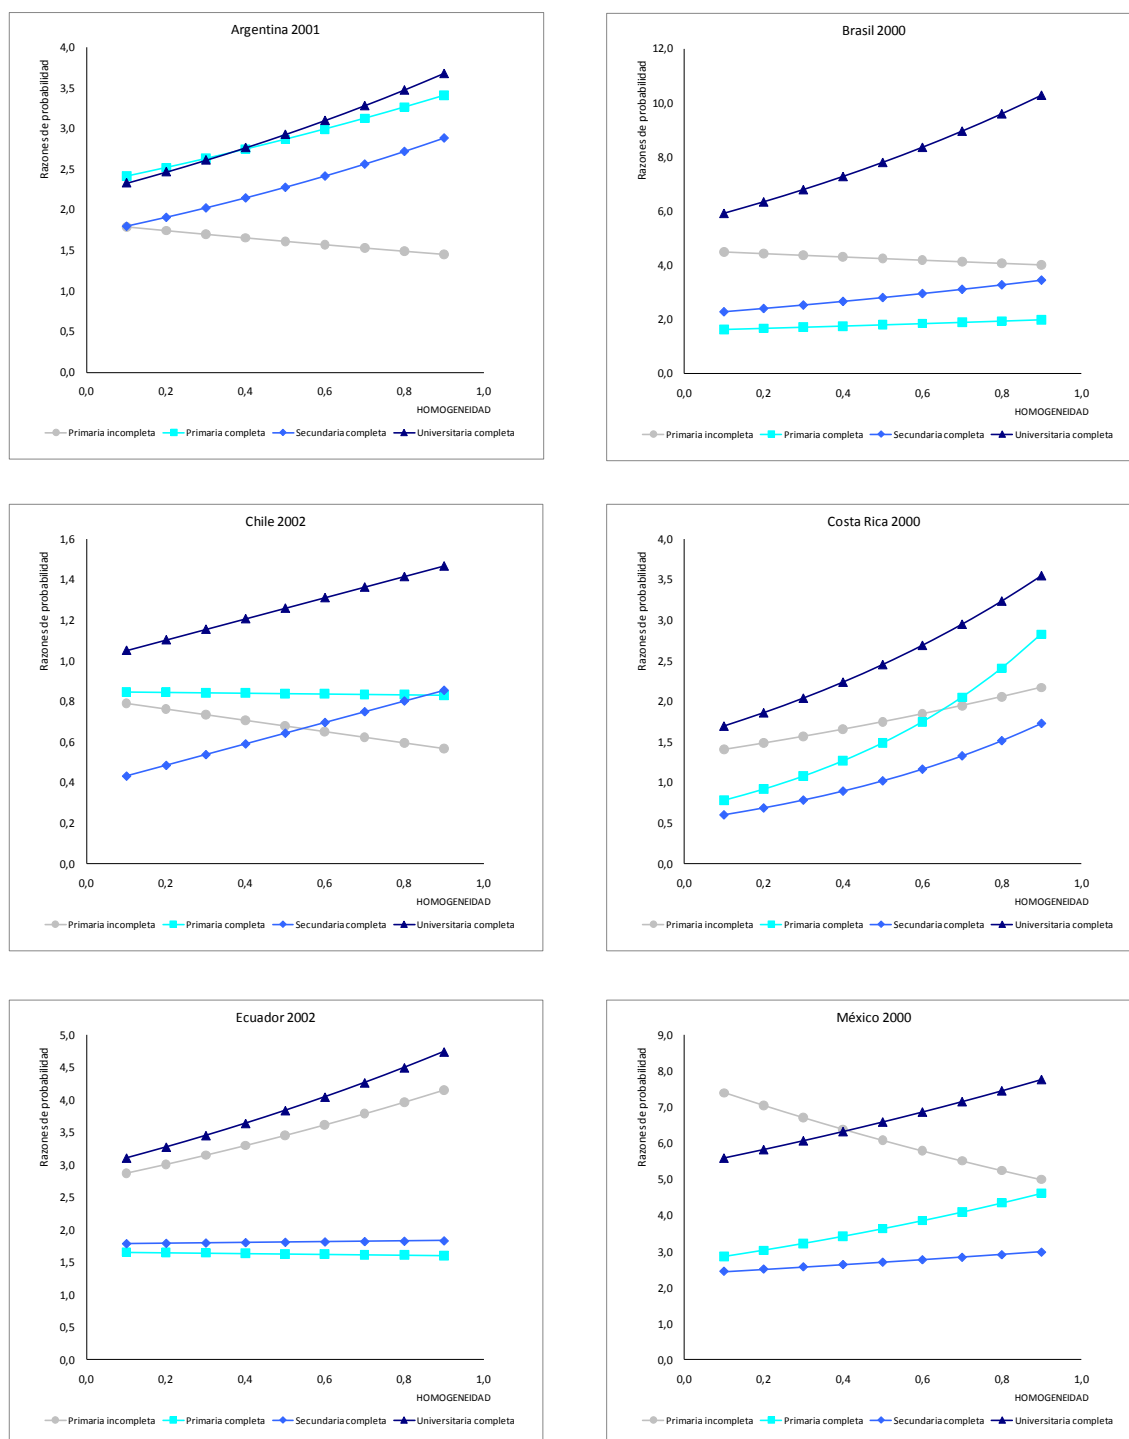 Argentina 2001
Razones de probabilidad
4,0
3,5
3,0
2,5
2,0
1,5
1,0
0,5
0,0
0,0 0,2 0,4 0,6 0,8 1,0
HOMOGENEIDAD
Primaria incompleta Primaria completa Secundaria completa Universitaria completa
Brasil 2000
Razones de probabilidad
12,0
10,0
8,0
6,0
4,0
2,0
0,0
0,0 0,2 0,4 0,6 0,8 1,0
HOMOGENEIDAD
Primaria incompleta Primaria completa Secundaria completa Universitaria completa
Chile 2002
Razones de probabilidad
1,6
1,4
1,2
1,0
0,8
0,6
0,4
0,2
0,0
0,0 0,2 0,4 0,6 0,8 1,0
HOMOGENEIDAD
Primaria incompleta Primaria completa Secundaria completa Universitaria completa
Costa Rica 2000
Razones de probabilidad
4,0
3,5
3,0
2,5
2,0
1,5
1,0
0,5
0,0
0,0 0,2 0,4 0,6 0,8 1,0
HOMOGENEIDAD
Primaria incompleta Primaria completa Secundaria completa Universitaria completa
Ecuador 2002
Razones de probabilidad
5,0
4,5
4,0
3,5
3,0
2,5
2,0
1,5
1,0
0,5
0,0
0,0 0,2 0,4 0,6 0,8 1,0
HOMOGENEIDAD
Primaria incompleta Primaria completa Secundaria completa Universitaria completa
México 2000
Razones de probabilidad
9,0
8,0
7,0
6,0
5,0
4,0
3,0
2,0
1,0
0,0
0,0 0,2 0,4 0,6 0,8 1,0
HOMOGENEIDAD
Primaria incompleta Primaria completa Secundaria completa Universitaria completa